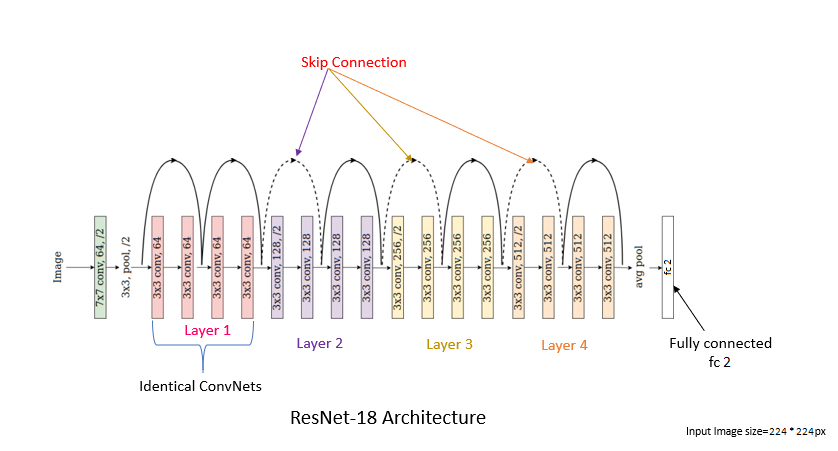 Skip Connection
Image
7x7 conv, 64, /2
3x3, pool, /2
3x3 conv, 64
3x3 conv, 64
3x3 conv, 64
3x3 conv, 64
3x3 conv, 128, /2
3x3 conv, 128
3x3 conv, 128
3x3 conv, 128
3x3 conv, 256, /2
3x3 conv, 256
3x3 conv, 256
3x3 conv, 256
3x3 conv, 512, /2
3x3 conv, 512
3x3 conv, 512
3x3 conv, 512
avg pool
fc 2
Layer 1
Layer 2
Layer 3
Layer 4
Fully connected
fc 2
Identical ConvNets
ResNet-18 Architecture
Input Image size=224 * 224px